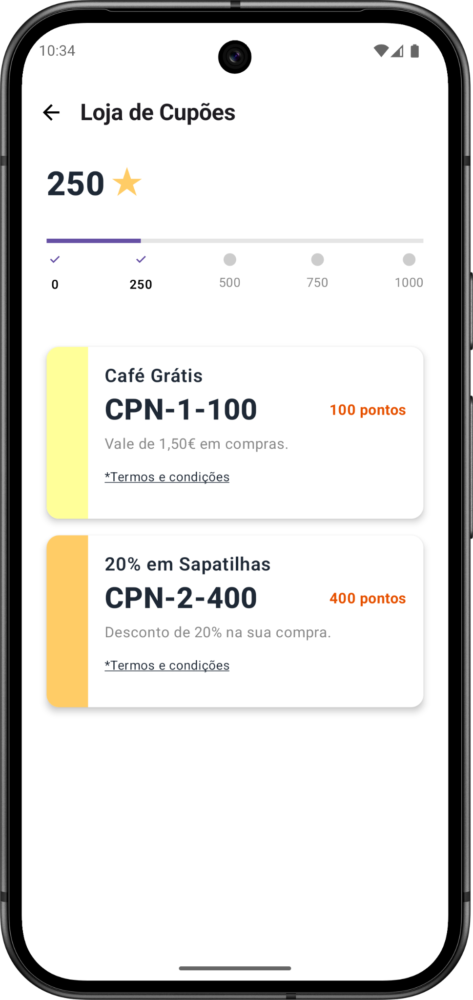 10:34
Loja de Cupões
250
0 250 500 750 1000
Café Grátis
CPN-1-100
100 pontos
Vale de 1,50€ em compras.
*Termos e condições
20% em Sapatilhas
CPN-2-400
400 pontos
Desconto de 20% na sua compra.
*Termos e condições